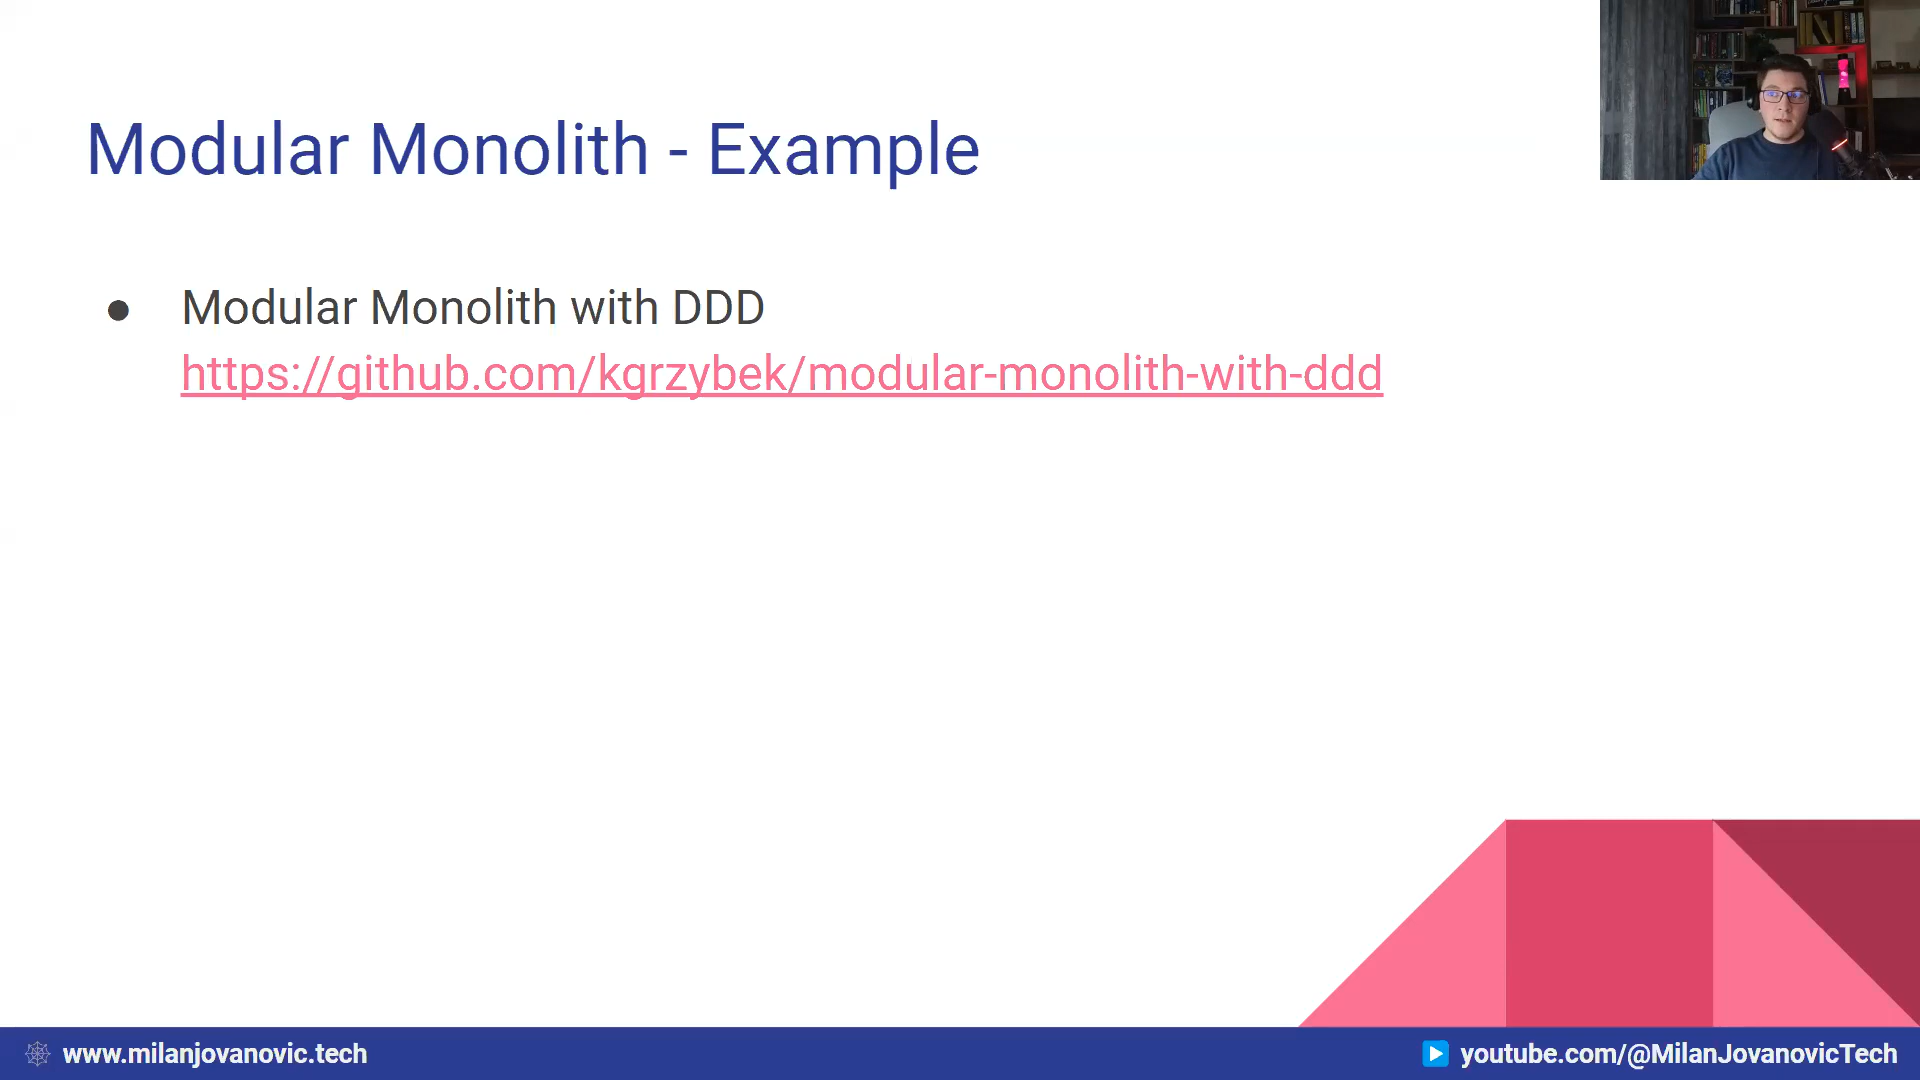 Modular Monolith - Example
● Modular Monolith with DDD
https://github.com/kgrzybek/modular-monolith-with-ddd
www.milanjovanovic.tech
youtube.com/@MilanJovanovicTech